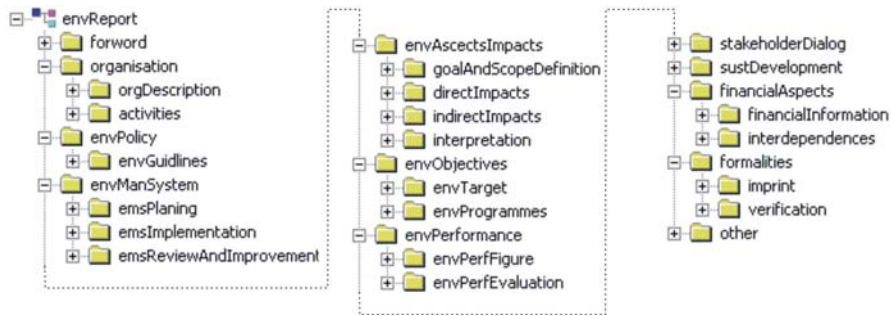 envReport
forword
organisation
orgDescription
activities
envPolicy
envGuidlines
envManSystem
emsPlaning
emsImplementation
emsReviewAndImprovement
envAscectsImpacts
goalAndScopeDefinition
directImpacts
indirectImpacts
interpretation
envObjectives
envTarget
envProgrammes
envPerformance
envPerfFigure
envPerfEvaluation
stakeholderDialog
sustDevelopment
financialAspects
financialInformation
interdependences
formalities
imprint
verification
other